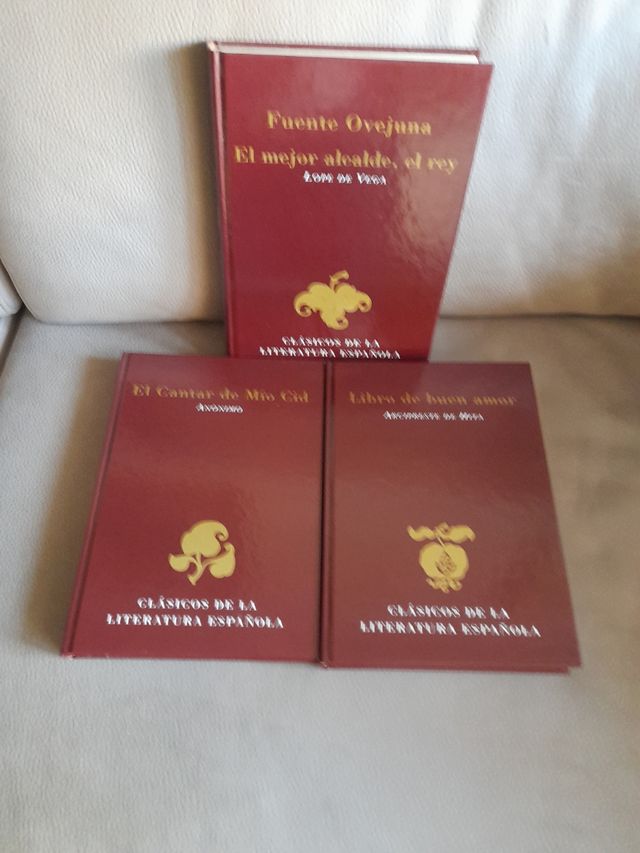 Fuente Ovejuna
El mejor alcalde, el rey
Lope de Vega
CLÁSICOS DE LA
LITERATURA ESPAÑOLA
El Cantar de Mío Cid
Anónimo
CLÁSICOS DE LA
LITERATURA ESPAÑOLA
Libro de buen amor
Arcipreste de Hita
CLÁSICOS DE LA
LITERATURA ESPAÑOLA